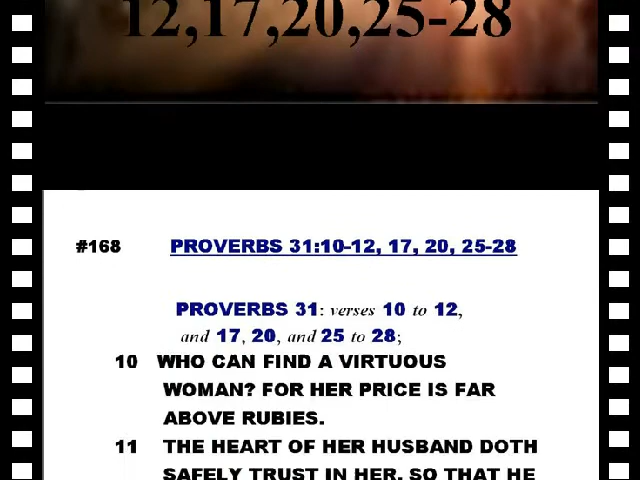 12,17,20,25-28
#168 PROVERBS 31:10-12, 17, 20, 25-28
PROVERBS 31: verses 10 to 12,
and 17, 20, and 25 to 28;
10 WHO CAN FIND A VIRTUOUS
WOMAN? FOR HER PRICE IS FAR
ABOVE RUBIES.
11 THE HEART OF HER HUSBAND DOTH
SAFELY TRUST IN HER, SO THAT HE